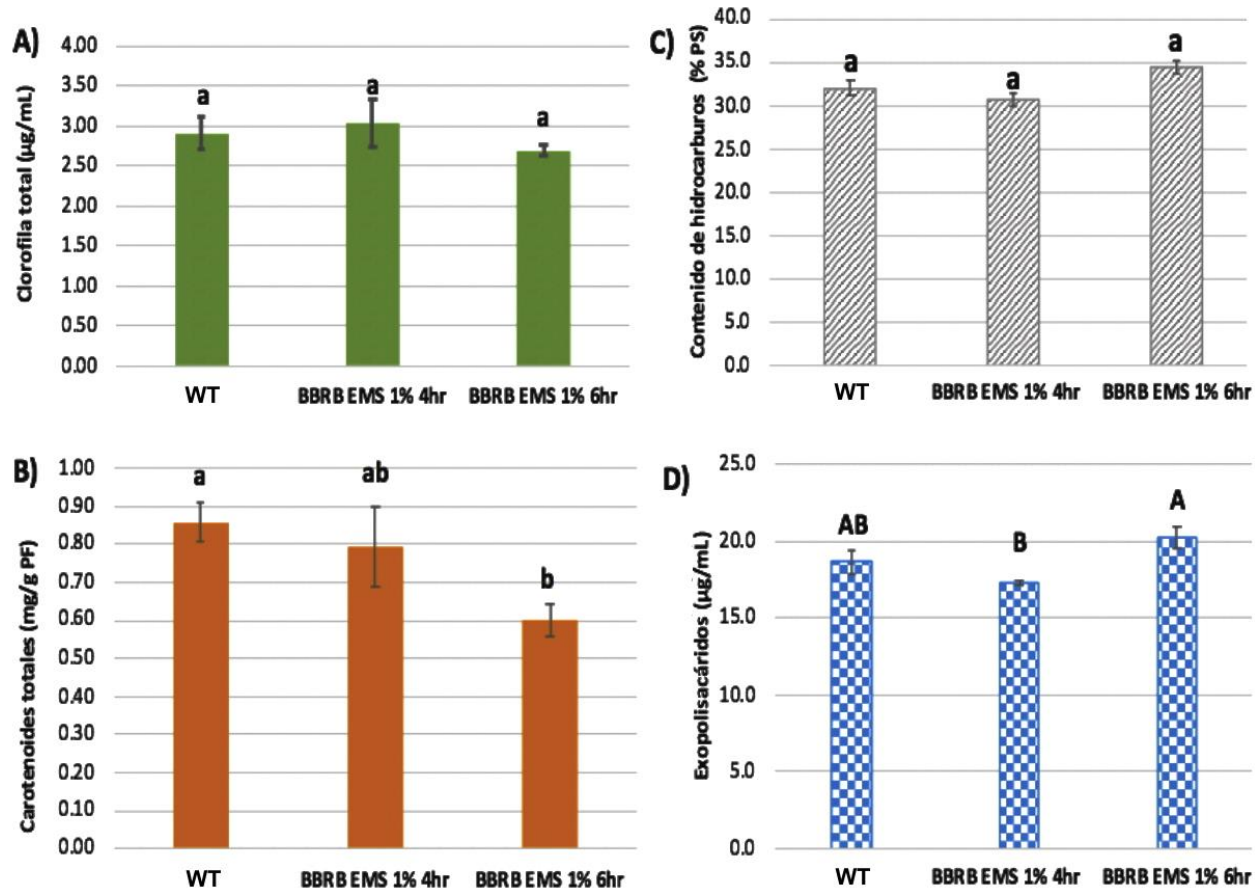 A)
Clorofila total (µg/mL)
4.00
3.50
3.00
2.50
2.00
1.50
1.00
0.50
0.00
a
a
a
WT
BBRB EMS 1% 4hr
BBRB EMS 1% 6hr
C)
Contenido de hidrocarburos (% PS)
40.0
35.0
30.0
25.0
20.0
15.0
10.0
5.0
0.0
a
a
a
WT
BBRB EMS 1% 4hr
BBRB EMS 1% 6hr
B)
Carotenoides totales (mg/g PF)
1.00
0.90
0.80
0.70
0.60
0.50
0.40
0.30
0.20
0.10
0.00
a
ab
b
WT
BBRB EMS 1% 4hr
BBRB EMS 1% 6hr
D)
Exopolisacáridos (µg/mL)
25.0
20.0
15.0
10.0
5.0
0.0
AB
B
A
WT
BBRB EMS 1% 4hr
BBRB EMS 1% 6hr